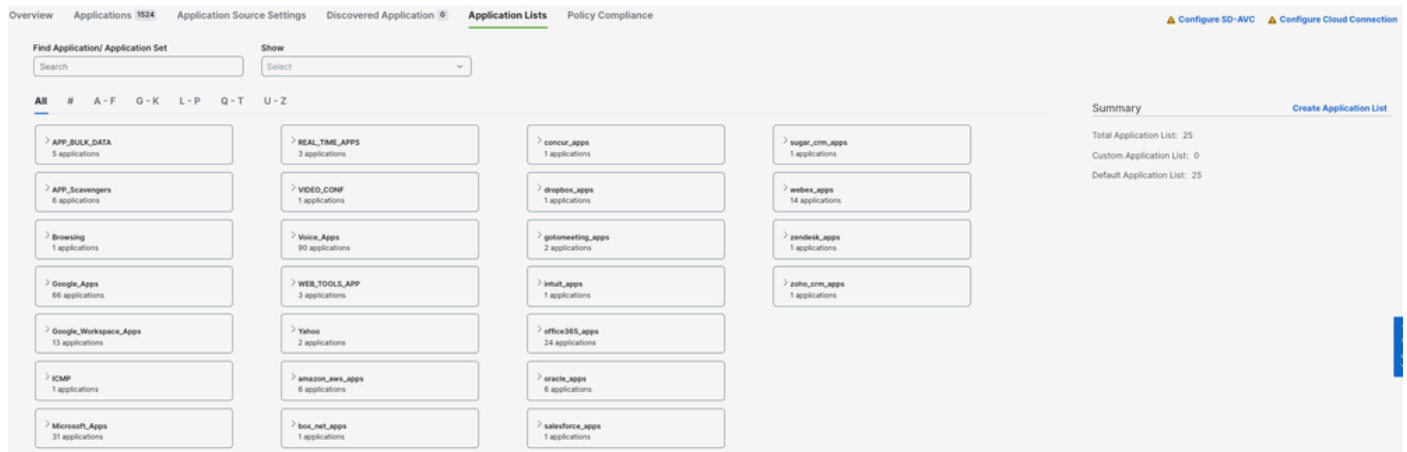 Overview Applications 1524 Application Source Settings Discovered Application 0 Application Lists Policy Compliance
Configure SD-AVC Configure Cloud Connection
Find Application/ Application Set Show
Search Select
All # A - F G - K L - P Q - T U - Z
Summary Create Application List
Total Application List: 25
Custom Application List: 0
Default Application List: 25
APP_BULK_DATA
5 applications
APP_Scavengers
6 applications
Browsing
1 applications
Google_Apps
66 applications
Google_Workspace_Apps
13 applications
ICMP
1 applications
Microsoft_Apps
31 applications
REAL_TIME_APPS
3 applications
VIDEO_CONF
1 applications
Voice_Apps
90 applications
WEB_TOOLS_APP
3 applications
Yahoo
2 applications
amazon_aws_apps
6 applications
box_net_apps
1 applications
concur_apps
1 applications
dropbox_apps
1 applications
gotomeeting_apps
2 applications
intuit_apps
1 applications
office365_apps
24 applications
oracle_apps
6 applications
salesforce_apps
1 applications
sugar_crm_apps
1 applications
webex_apps
14 applications
zendesk_apps
1 applications
zoho_crm_apps
1 applications